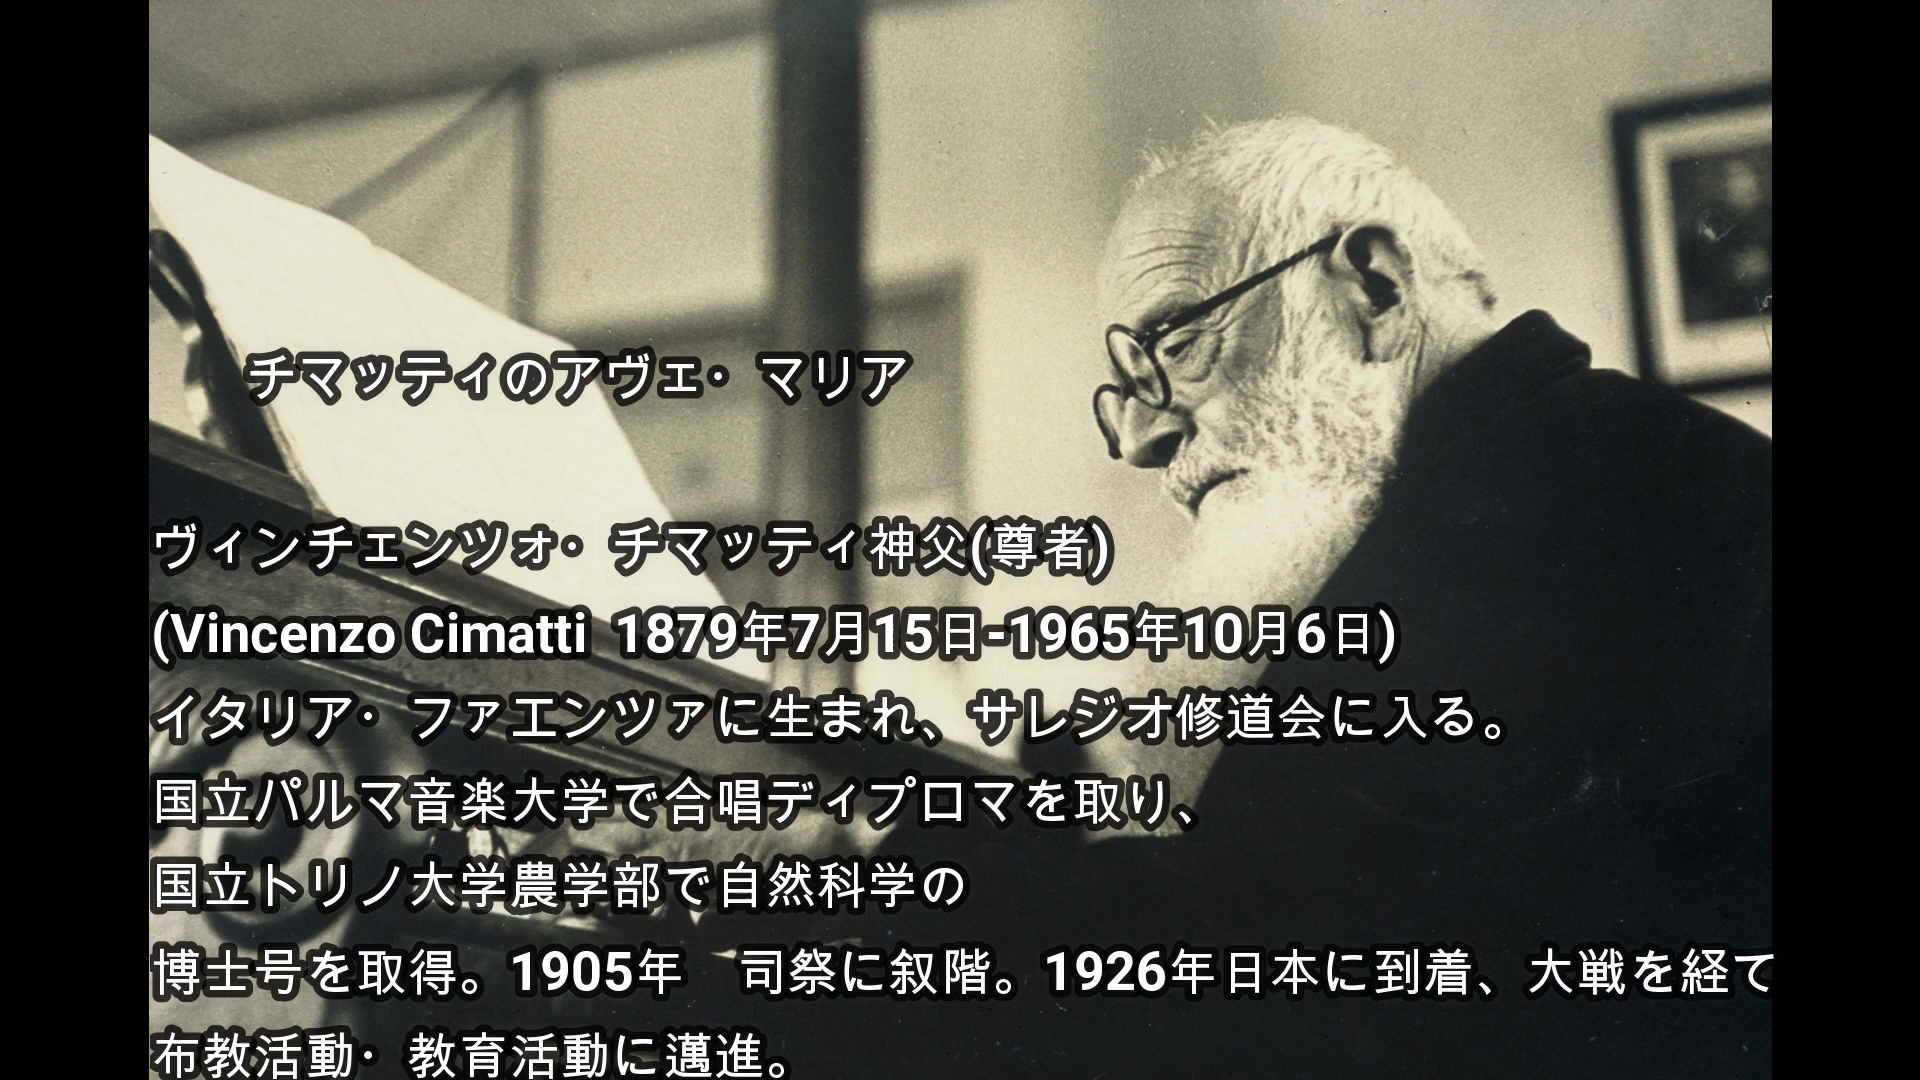 チマッティのアヴェ・マリア
ヴィンチェンツォ・チマッティ神父(尊者)
(Vincenzo Cimatti 1879年7月15日-1965年10月6日)
イタリア・ファエンツァに生まれ、サレジオ修道会に入る。
国立パルマ音楽大学で合唱ディプロマを取り、
国立トリノ大学農学部で自然科学の
博士号を取得。1905年　司祭に叙階。1926年日本に到着、大戦を経て
布教活動・教育活動に邁進。